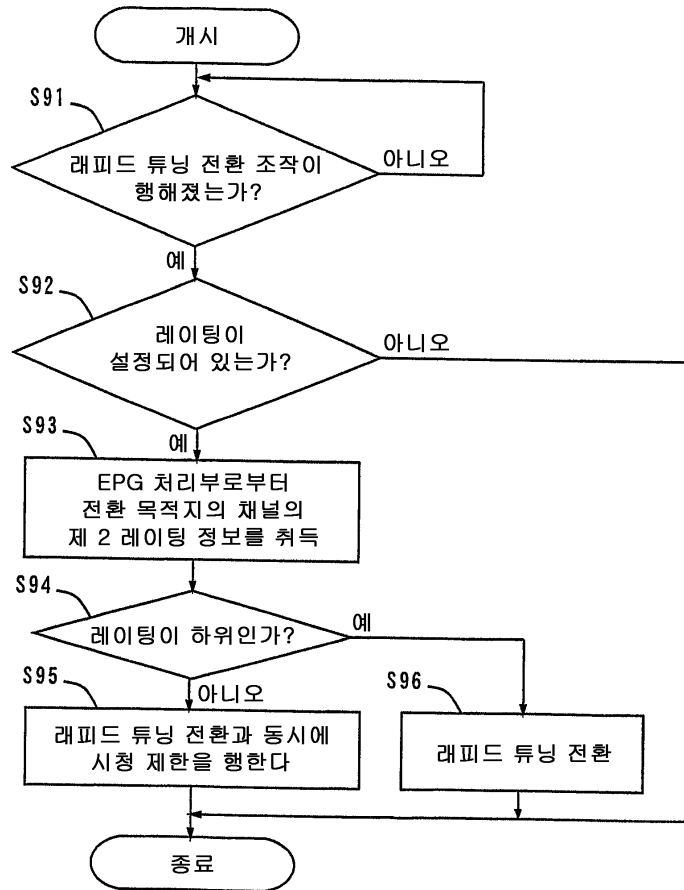 개시
S91
래피드 튜닝 전환 조작이
행해졌는가?
아니오
예
S92
레이팅이
설정되어 있는가?
아니오
예
S93
EPG 처리부로부터
전환 목적지의 채널의
제 2 레이팅 정보를 취득
S94
레이팅이 하위인가?
예
아니오
S95
래피드 튜닝 전환과 동시에
시청 제한을 행한다
S96
래피드 튜닝 전환
종료